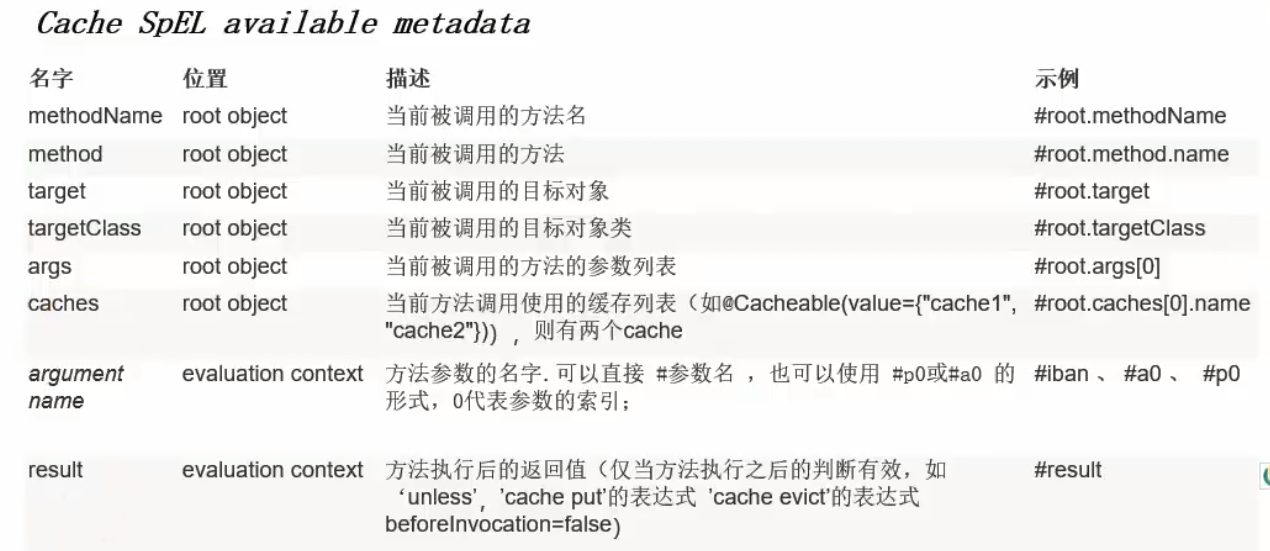 Cache SpEL available metadata
名字 位置 描述 示例
methodName root object 当前被调用的方法名 #root.methodName
method root object 当前被调用的方法 #root.method.name
target root object 当前被调用的目标对象 #root.target
targetClass root object 当前被调用的目标对象类 #root.targetClass
args root object 当前被调用的方法的参数列表 #root.args[0]
caches root object 当前方法调用使用的缓存列表（如@Cacheable(value={"cache1", #root.caches[0].name
"cache2"})），则有两个cache
argument evaluation context 方法参数的名字. 可以直接 #参数名 ，也可以使用 #p0或#a0 的 #iban 、 #a0 、 #p0
name 形式，0代表参数的索引；
result evaluation context 方法执行后的返回值（仅当方法执行之后的判断有效，如 #result
‘unless’，'cache put'的表达式 'cache evict'的表达式
beforeInvocation=false）